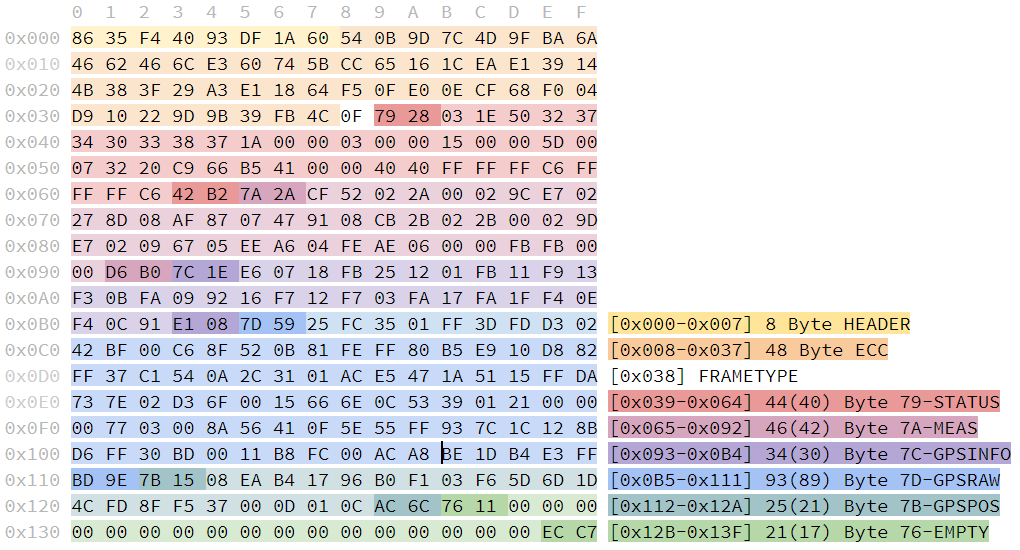 0 1 2 3 4 5 6 7 8 9 A B C D E F
0x000 86 35 F4 40 93 DF 1A 60 54 0B 9D 7C 4D 9F BA 6A
0x010 46 62 46 6C E3 60 74 5B CC 65 16 1C EA E1 39 14
0x020 4B 38 3F 29 A3 E1 18 64 F5 0F E0 0E CF 68 F0 04
0x030 D9 10 22 9D 9B 39 FB 4C 0F 79 28 03 1E 50 32 37
0x040 34 30 33 38 37 1A 00 00 03 00 00 15 00 00 5D 00
0x050 07 32 20 C9 66 B5 41 00 00 40 40 FF FF FF C6 FF
0x060 FF FF C6 42 B2 7A 2A CF 52 02 2A 00 02 9C E7 02
0x070 27 8D 08 AF 87 07 47 91 08 CB 2B 02 2B 00 02 9D
0x080 E7 02 09 67 05 EE A6 04 FE AE 06 00 00 FB FB 00
0x090 00 D6 B0 7C 1E E6 07 18 FB 25 12 01 FB 11 F9 13
0x0A0 F3 0B FA 09 92 16 F7 12 F7 03 FA 17 FA 1F F4 0E
0x0B0 F4 0C 91 E1 08 7D 59 25 FC 35 01 FF 3D FD D3 02 [0x000-0x007] 8 Byte HEADER
0x0C0 42 BF 00 C6 8F 52 0B 81 FE FF 80 B5 E9 10 D8 82 [0x008-0x037] 48 Byte ECC
0x0D0 FF 37 C1 54 0A 2C 31 01 AC E5 47 1A 51 15 FF DA [0x038] FRAMETYPE
0x0E0 73 7E 02 D3 6F 00 15 66 6E 0C 53 39 01 21 00 00 [0x039-0x064] 44(40) Byte 79-STATUS
0x0F0 00 77 03 00 8A 56 41 0F 5E 55 FF 93 7C 1C 12 8B [0x065-0x092] 46(42) Byte 7A-MEAS
0x100 D6 FF 30 BD 00 11 B8 FC 00 AC A8 BE 1D B4 E3 FF [0x093-0x0B4] 34(30) Byte 7C-GPSINFO
0x110 BD 9E 7B 15 08 EA B4 17 96 B0 F1 03 F6 5D 6D 1D [0x0B5-0x111] 93(89) Byte 7D-GPSRAW
0x120 4C FD 8F F5 37 00 0D 01 0C AC 6C 76 11 00 00 00 [0x112-0x12A] 25(21) Byte 7B-GPSPOS
0x130 00 00 00 00 00 00 00 00 00 00 00 00 00 00 EC C7 [0x12B-0x13F] 21(17) Byte 76-EMPTY